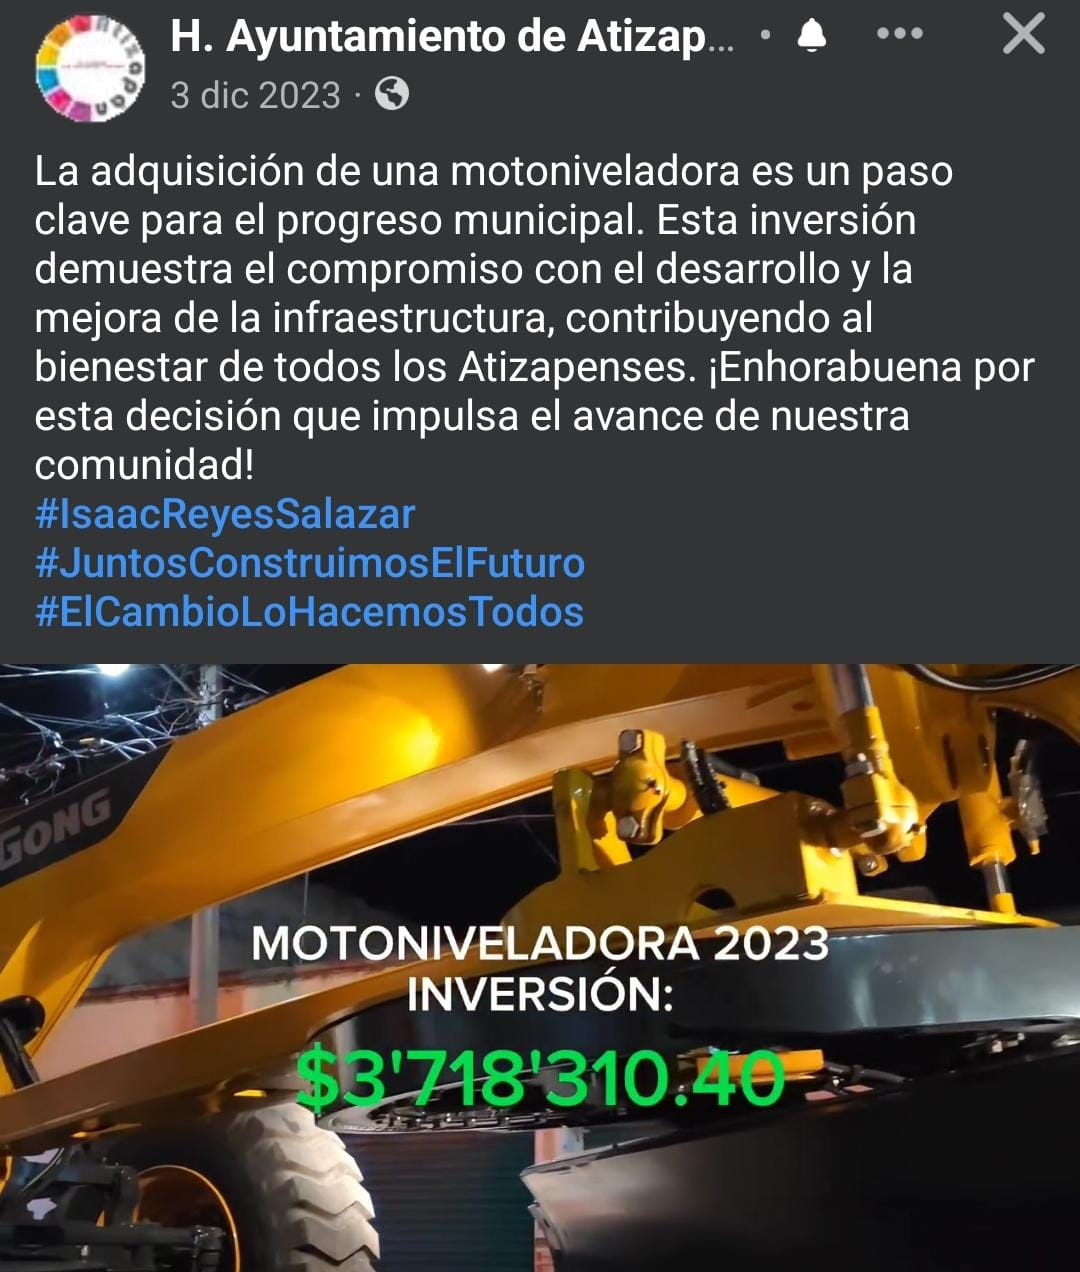 H. Ayuntamiento de Atizap...
3 dic 2023
La adquisición de una motoniveladora es un paso
clave para el progreso municipal. Esta inversión
demuestra el compromiso con el desarrollo y la
mejora de la infraestructura, contribuyendo al
bienestar de todos los Atizapenses. ¡Enhorabuena por
esta decisión que impulsa el avance de nuestra
comunidad!
#IsaacReyesSalazar
#JuntosConstruimosElFuturo
#ElCambioLoHacemosTodos
GONG
MOTONIVELADORA 2023
INVERSIÓN:
$3'718'310.40